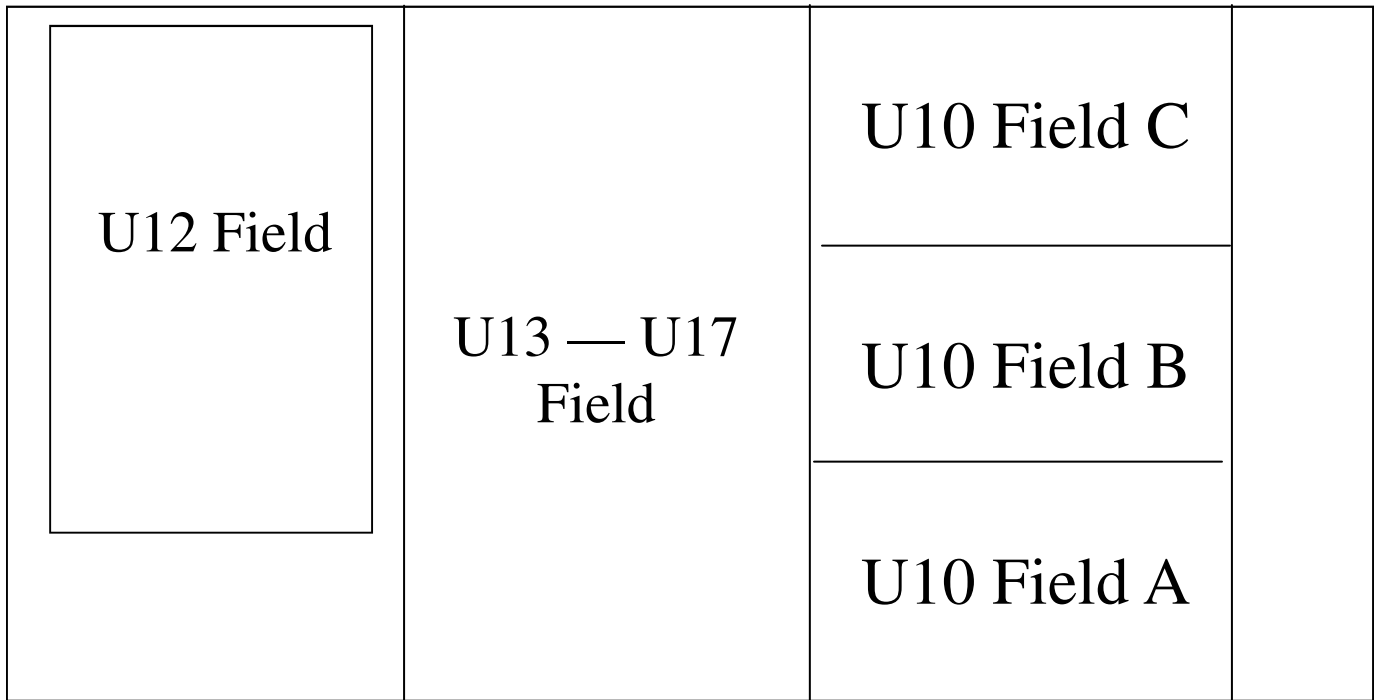 U12 Field
U13 — U17
Field
U10 Field C
U10 Field B
U10 Field A